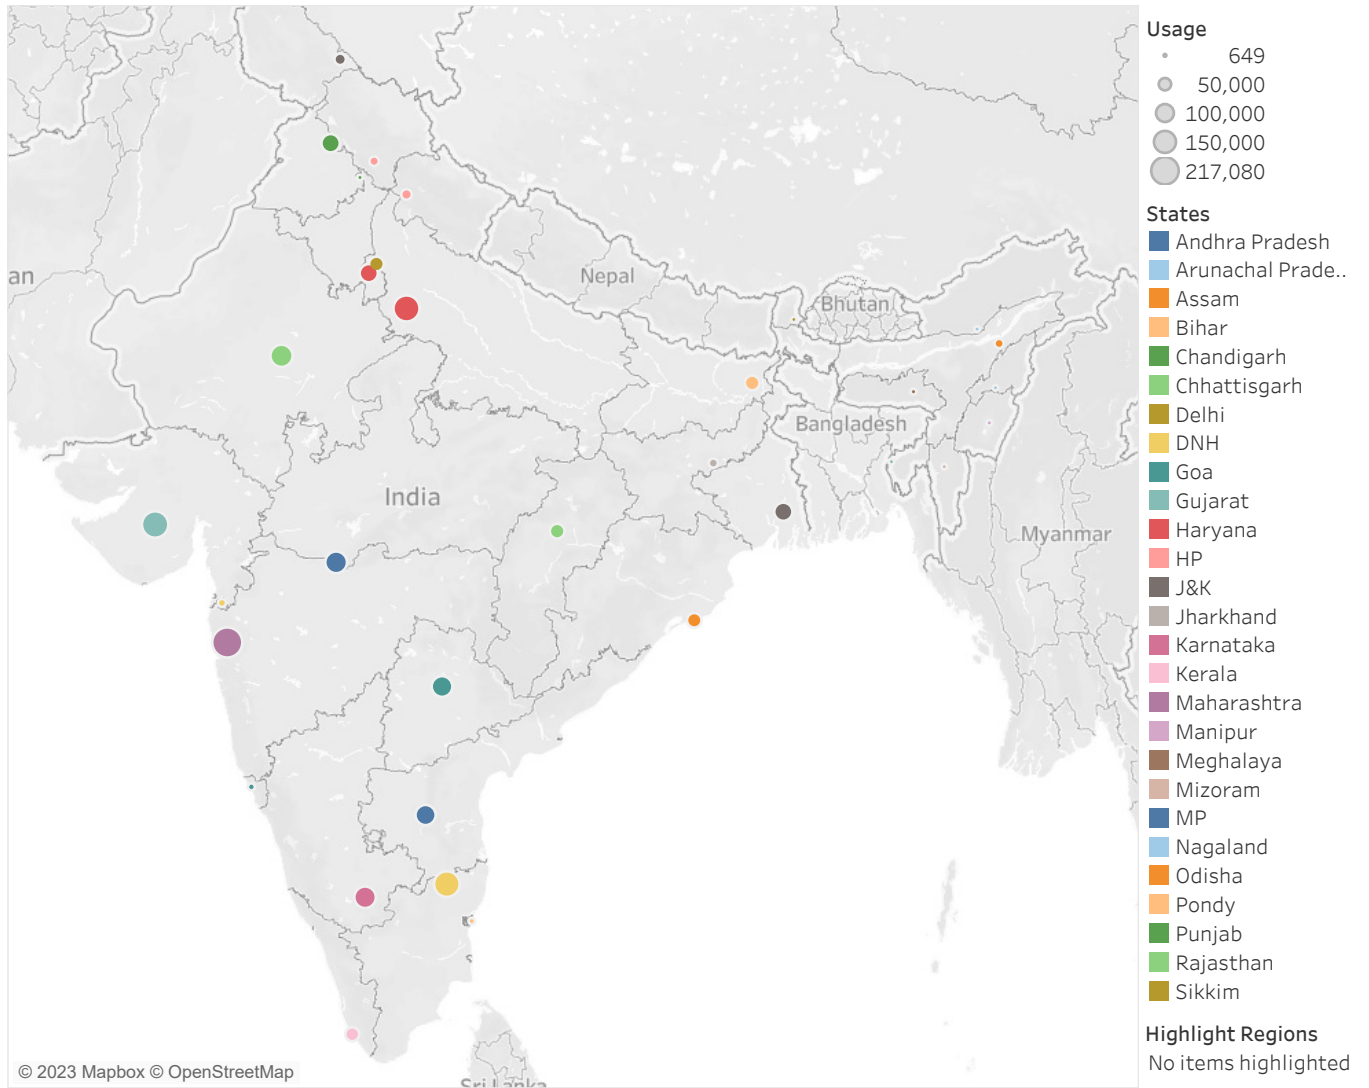 an
Nepal
Bhutan
Bangladesh
India
Myanmar
Sri Lanka
© 2023 Mapbox © OpenStreetMap
Usage
649
50,000
100,000
150,000
217,080
States
Andhra Pradesh
Arunachal Prade..
Assam
Bihar
Chandigarh
Chhattisgarh
Delhi
DNH
Goa
Gujarat
Haryana
HP
J&K
Jharkhand
Karnataka
Kerala
Maharashtra
Manipur
Meghalaya
Mizoram
MP
Nagaland
Odisha
Pondy
Punjab
Rajasthan
Sikkim
Highlight Regions
No items highlighted